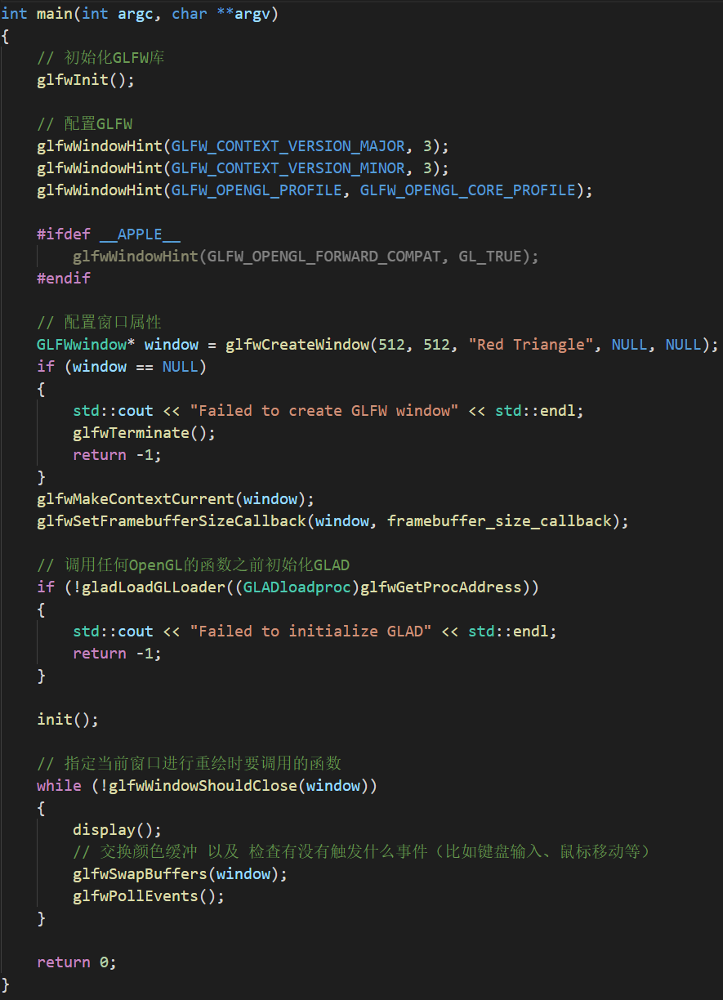 int main(int argc, char **argv)
{
    // 初始化GLFW库
    glfwInit();

    // 配置GLFW
    glfwWindowHint(GLFW_CONTEXT_VERSION_MAJOR, 3);
    glfwWindowHint(GLFW_CONTEXT_VERSION_MINOR, 3);
    glfwWindowHint(GLFW_OPENGL_PROFILE, GLFW_OPENGL_CORE_PROFILE);

    #ifdef __APPLE__
        glfwWindowHint(GLFW_OPENGL_FORWARD_COMPAT, GL_TRUE);
    #endif

    // 配置窗口属性
    GLFWwindow* window = glfwCreateWindow(512, 512, "Red Triangle", NULL, NULL);
    if (window == NULL)
    {
        std::cout << "Failed to create GLFW window" << std::endl;
        glfwTerminate();
        return -1;
    }
    glfwMakeContextCurrent(window);
    glfwSetFramebufferSizeCallback(window, framebuffer_size_callback);

    // 调用任何OpenGL的函数之前初始化GLAD
    if (!gladLoadGLLoader((GLADloadproc)glfwGetProcAddress))
    {
        std::cout << "Failed to initialize GLAD" << std::endl;
        return -1;
    }

    init();

    // 指定当前窗口进行重绘时要调用的函数
    while (!glfwWindowShouldClose(window))
    {
        display();
        // 交换颜色缓冲 以及 检查有没有触发什么事件（比如键盘输入、鼠标移动等）
        glfwSwapBuffers(window);
        glfwPollEvents();
    }

    return 0;
}